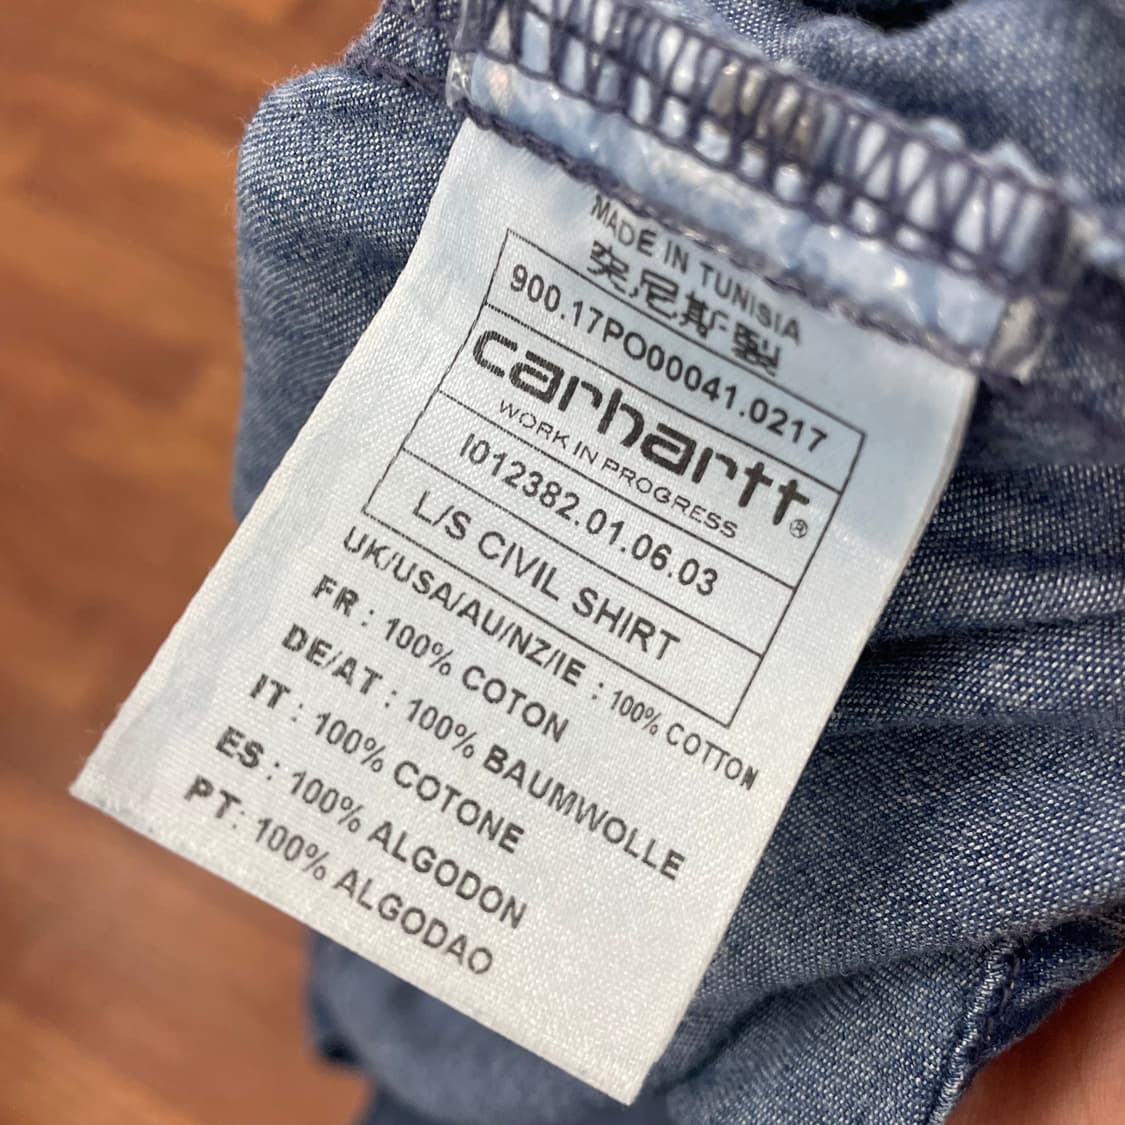 MADE IN TUNISIA
突尼斯製
900.17PO00041.0217
carhartt®
WORK IN PROGRESS
I012382.01.06.03
L/S CIVIL SHIRT
UK/USA/AU/NZ/IE : 100% COTTON
FR : 100% COTON
DE/AT : 100% BAUMWOLLE
IT : 100% COTONE
ES : 100% ALGODON
PT: 100% ALGODAO